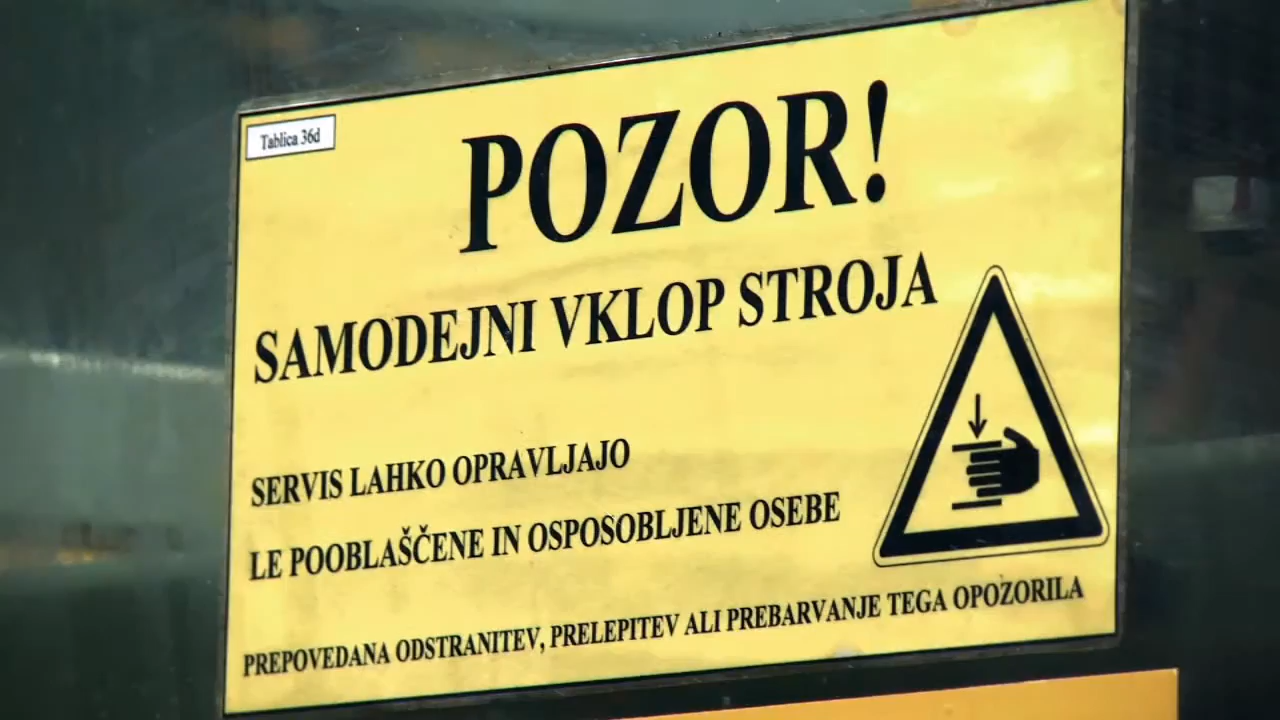 Tablica 36d
POZOR!
SAMODEJNI VKLOP STROJA
SERVIS LAHKO OPRAVLJAJO
LE POOBLAŠČENE IN OSPOSOBLJENE OSEBE
PREPOVEDANA ODSTRANITEV, PRELEPITEV ALI PREBARVANJE TEGA OPOZORILA